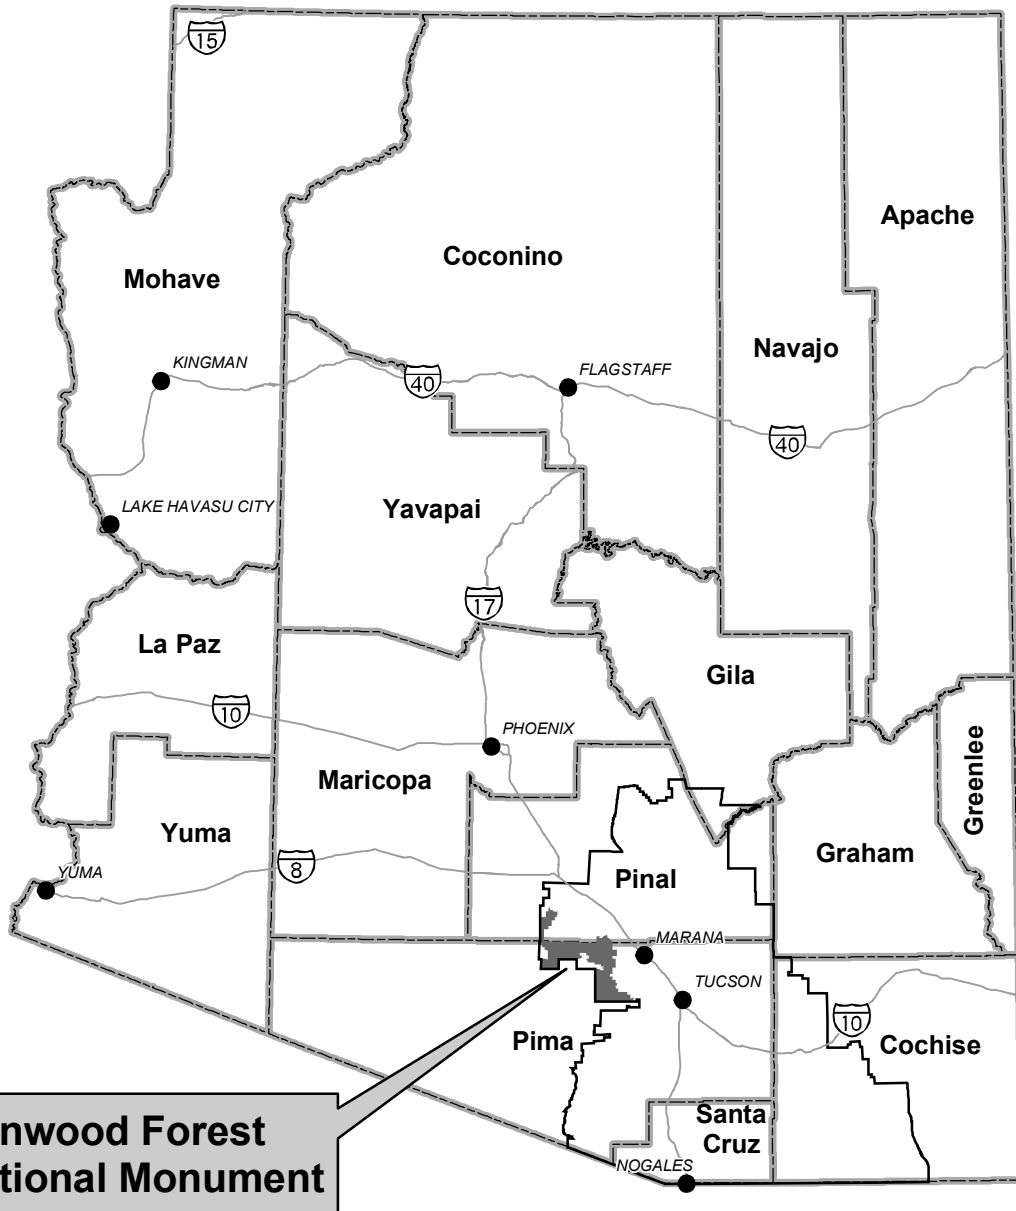 15
Apache
Coconino
Mohave
Navajo
KINGMAN
FLAGSTAFF
40
40
LAKE HAVASU CITY
Yavapai
17
La Paz
Gila
10
PHOENIX
Maricopa
Greenlee
Yuma
Graham
8
YUMA
Pinal
MARANA
TUCSON
10
Pima
Cochise
Santa
Cruz
nwood Forest
tional Monument
NOGALES